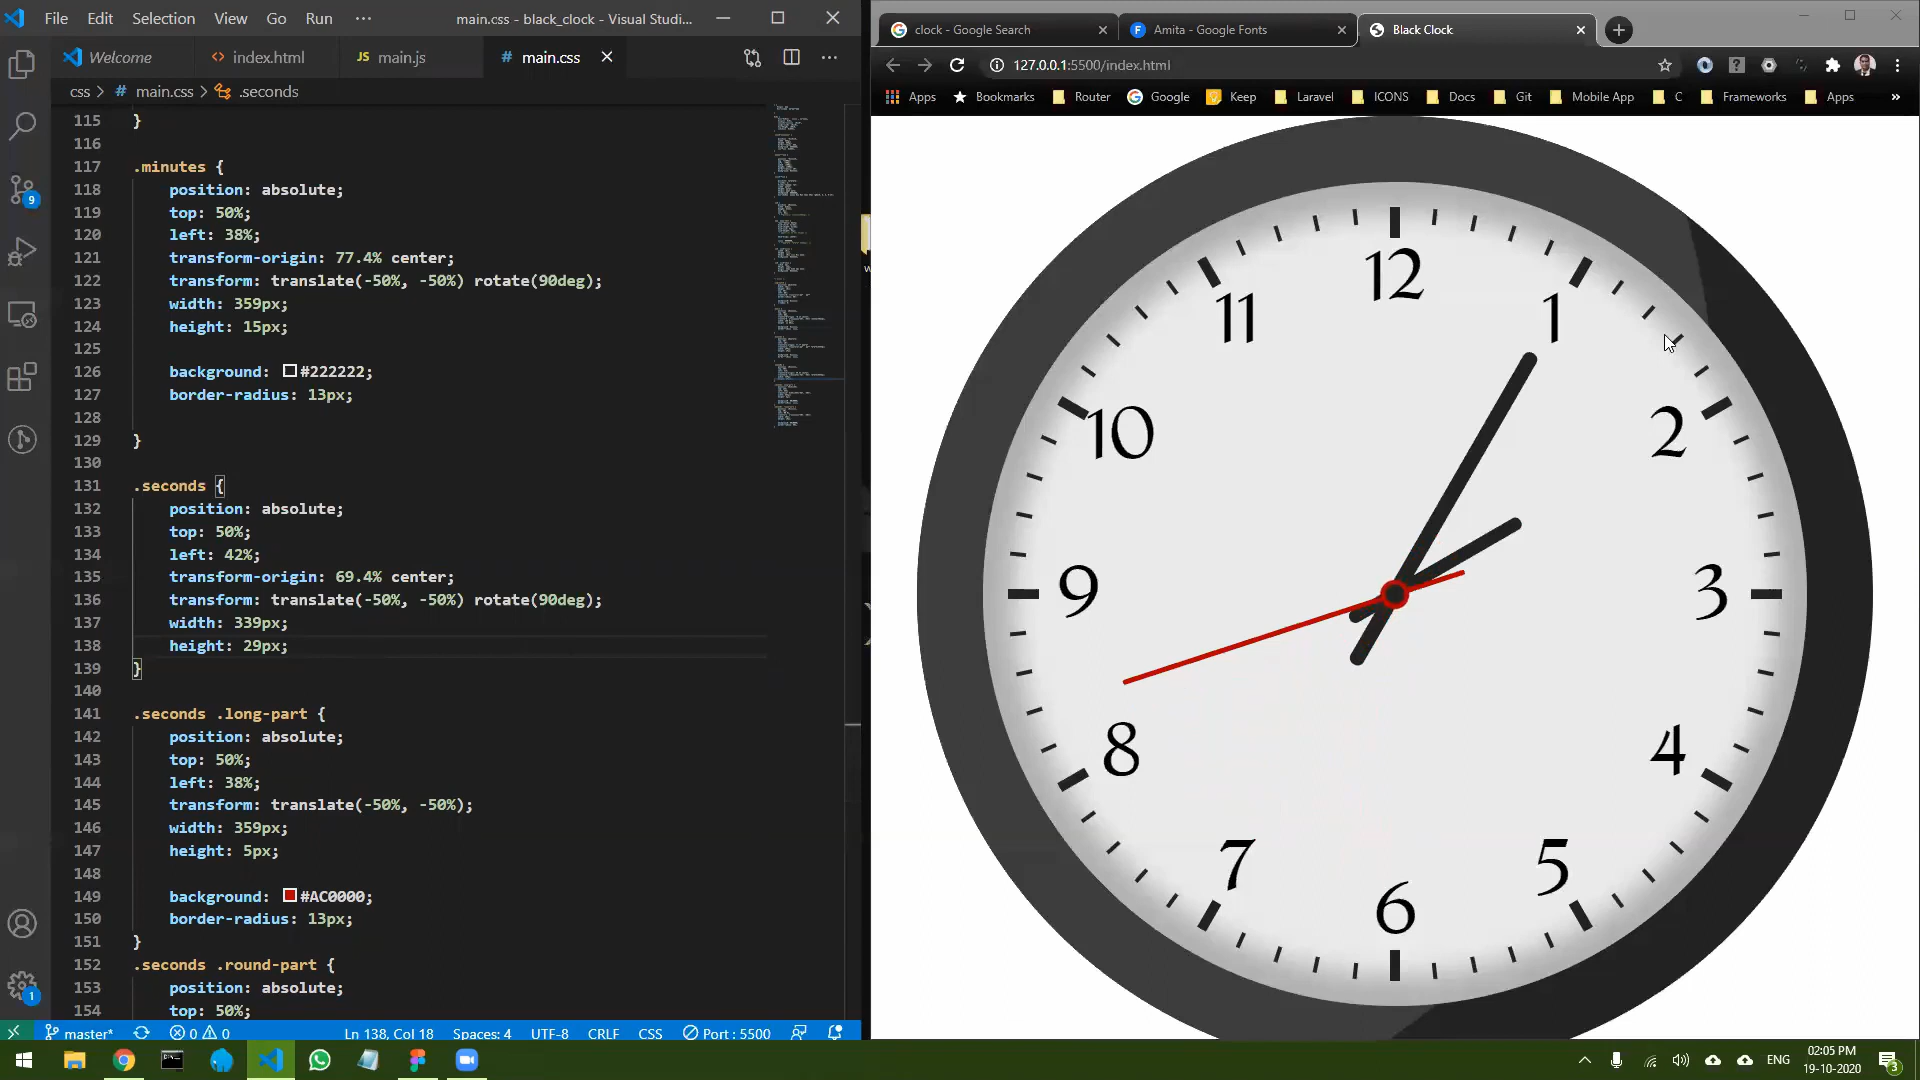 File Edit Selection View Go Run ··· main.css - black_clock - Visual Studi...
Welcome index.html JS main.js # main.css
css > # main.css > .seconds
115 }
116
117 .minutes {
118 position: absolute;
119 top: 50%;
120 left: 38%;
121 transform-origin: 77.4% center;
122 transform: translate(-50%, -50%) rotate(90deg);
123 width: 359px;
124 height: 15px;
125
126 background: #222222;
127 border-radius: 13px;
128
129 }
130
131 .seconds {
132 position: absolute;
133 top: 50%;
134 left: 42%;
135 transform-origin: 69.4% center;
136 transform: translate(-50%, -50%) rotate(90deg);
137 width: 339px;
138 height: 29px;
139 }
140
141 .seconds .long-part {
142 position: absolute;
143 top: 50%;
144 left: 38%;
145 transform: translate(-50%, -50%);
146 width: 359px;
147 height: 5px;
148
149 background: #AC0000;
150 border-radius: 13px;
151 }
152 .seconds .round-part {
153 position: absolute;
154 top: 50%;
9
1
master* 0 0 Ln 138, Col 18 Spaces: 4 UTF-8 CRLF CSS Port : 5500
clock - Google Search Amita - Google Fonts Black Clock
127.0.0.1:5500/index.html
Apps Bookmarks Router Google Keep Laravel ICONS Docs Git Mobile App C Frameworks Apps »
12
11 1
10 2
9 3
8 4
7 5
6
ENG 02:05 PM
19-10-2020 3